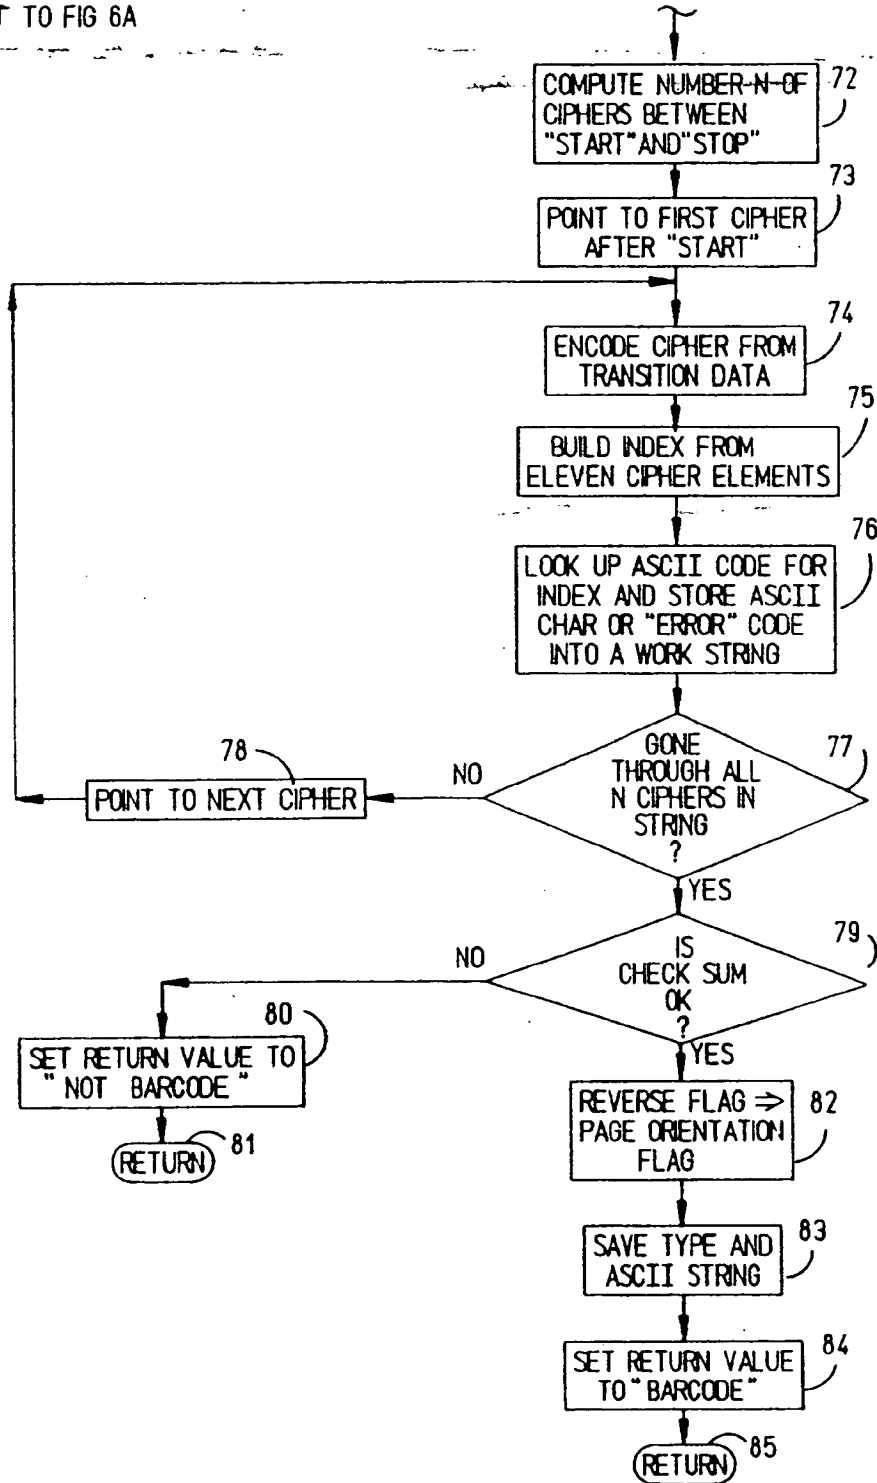 TO FIG 6A
COMPUTE NUMBER N OF
CIPHERS BETWEEN
"START" AND "STOP"
72
POINT TO FIRST CIPHER
AFTER "START"
73
ENCODE CIPHER FROM
TRANSITION DATA
74
BUILD INDEX FROM
ELEVEN CIPHER ELEMENTS
75
LOOK UP ASCII CODE FOR
INDEX AND STORE ASCII
CHAR OR "ERROR" CODE
INTO A WORK STRING
76
GONE
THROUGH ALL
N CIPHERS IN
STRING
?
77
NO
78
POINT TO NEXT CIPHER
YES
IS
CHECK SUM
OK
?
79
NO
80
SET RETURN VALUE TO
"NOT BARCODE"
RETURN
81
YES
REVERSE FLAG ⇒
PAGE ORIENTATION
FLAG
82
SAVE TYPE AND
ASCII STRING
83
SET RETURN VALUE
TO "BARCODE"
84
RETURN
85